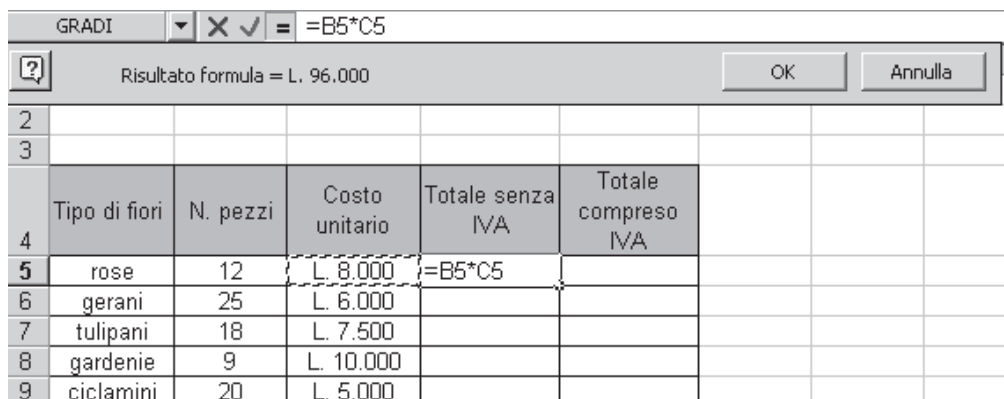 GRADI = =B5*C5
Risultato formula = L. 96.000 OK Annulla
2
3
4 Tipo di fiori N. pezzi Costo unitario Totale senza IVA Totale compreso IVA
5 rose 12 L. 8.000 =B5*C5
6 gerani 25 L. 6.000
7 tulipani 18 L. 7.500
8 gardenie 9 L. 10.000
9 ciclamini 20 L. 5.000